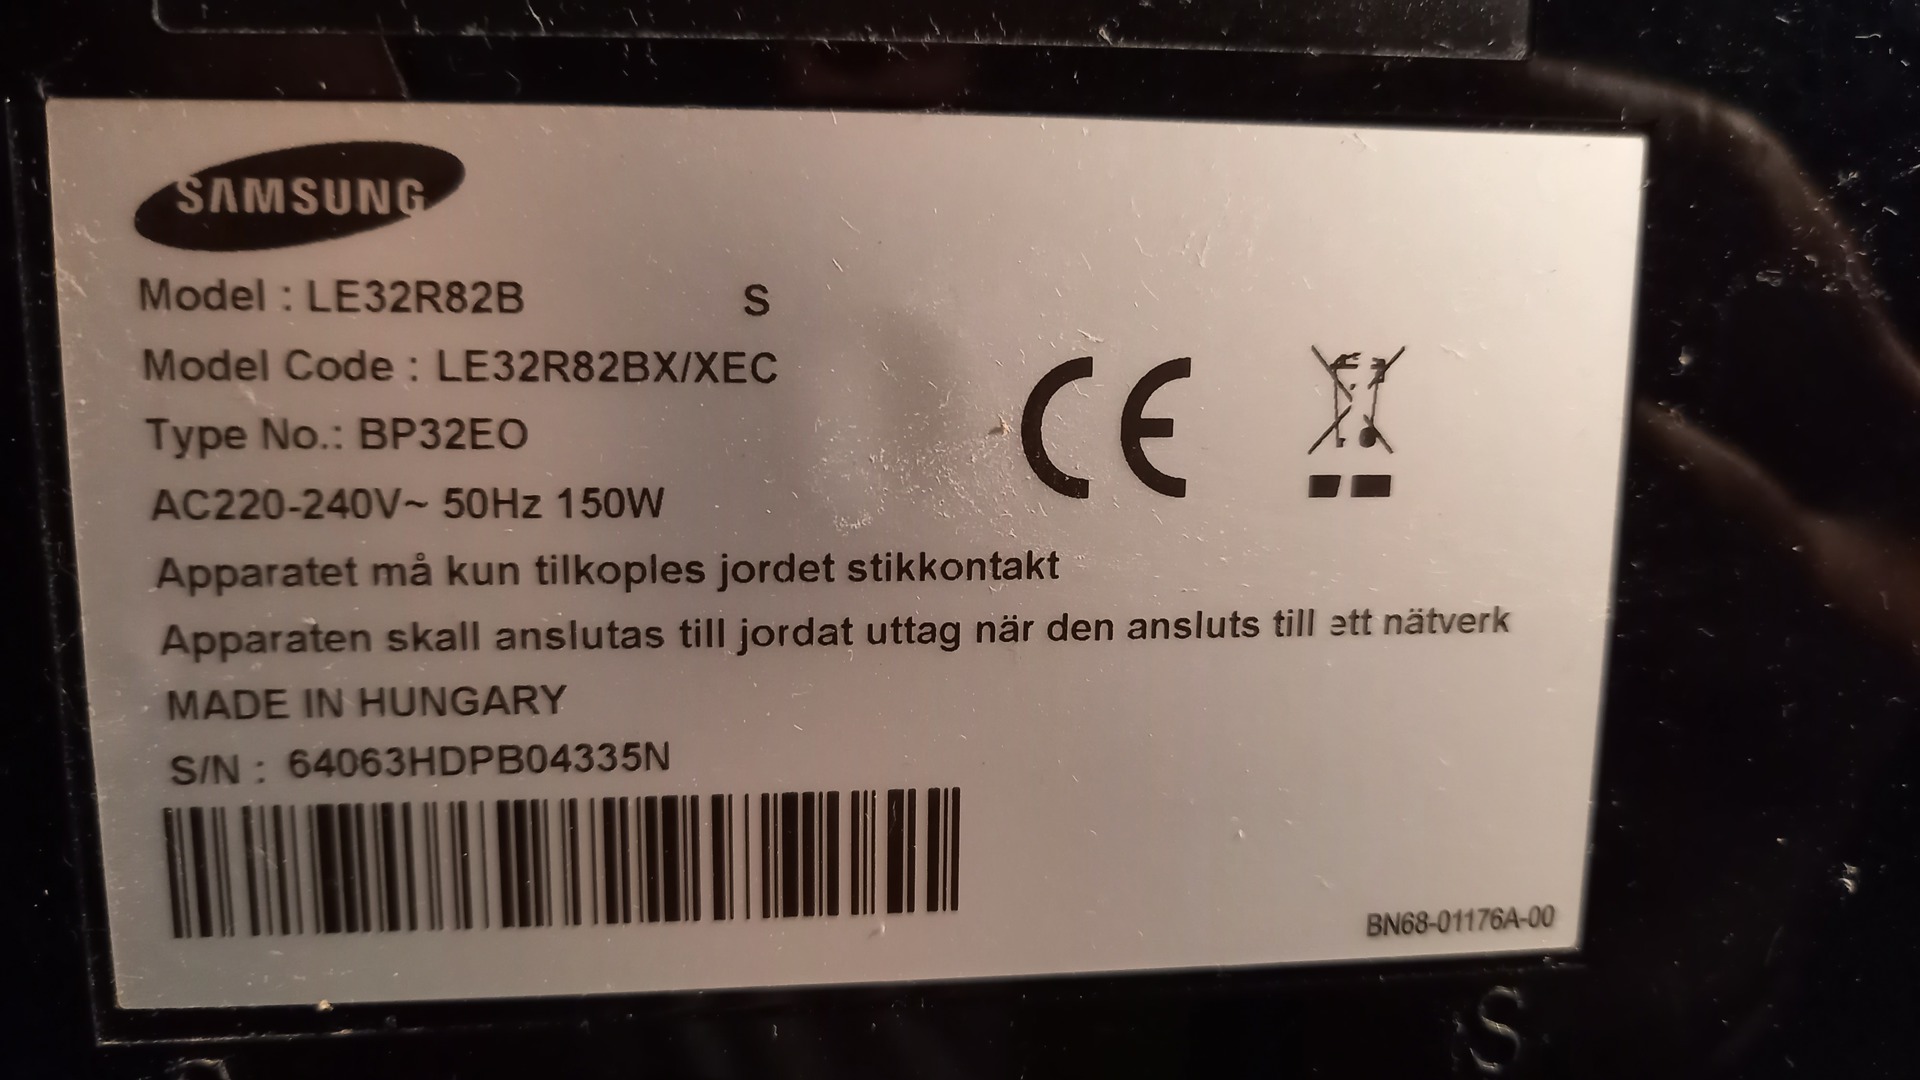 SAMSUNG
Model : LE32R82B S
Model Code : LE32R82BX/XEC
Type No.: BP32EO
AC220-240V~ 50Hz 150W
Apparatet må kun tilkoples jordet stikkontakt
Apparaten skall anslutas till jordat uttag när den ansluts till ett nätverk
MADE IN HUNGARY
S/N : 64063HDPB04335N
CE
BN68-01176A-00
S